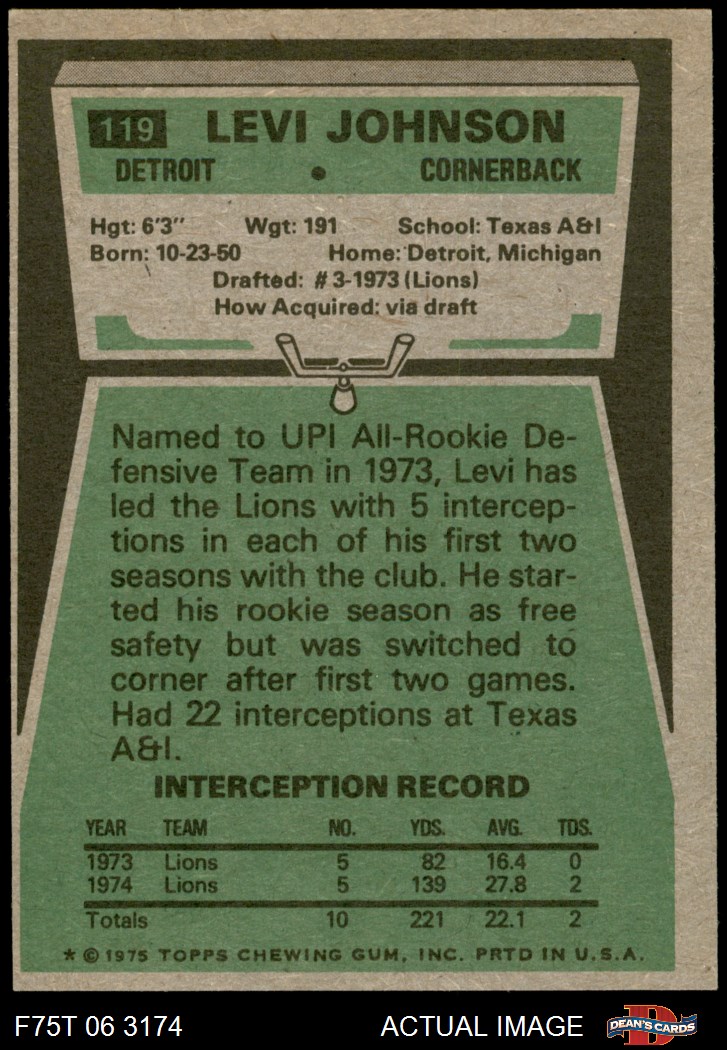 119 LEVI JOHNSON
DETROIT • CORNERBACK
Hgt: 6'3" Wgt: 191 School: Texas A&I
Born: 10-23-50 Home: Detroit, Michigan
Drafted: #3-1973 (Lions)
How Acquired: via draft
Named to UPI All-Rookie De-
fensive Team in 1973, Levi has
led the Lions with 5 intercep-
tions in each of his first two
seasons with the club. He star-
ted his rookie season as free
safety but was switched to
corner after first two games.
Had 22 interceptions at Texas
A&I.
INTERCEPTION RECORD
YEAR TEAM NO. YDS. AVG. TDS.
1973 Lions 5 82 16.4 0
1974 Lions 5 139 27.8 2
Totals 10 221 22.1 2
* © 1975 TOPPS CHEWING GUM, INC. PRTD IN U.S.A.
F75T 06 3174 ACTUAL IMAGE D DEAN'S CARDS